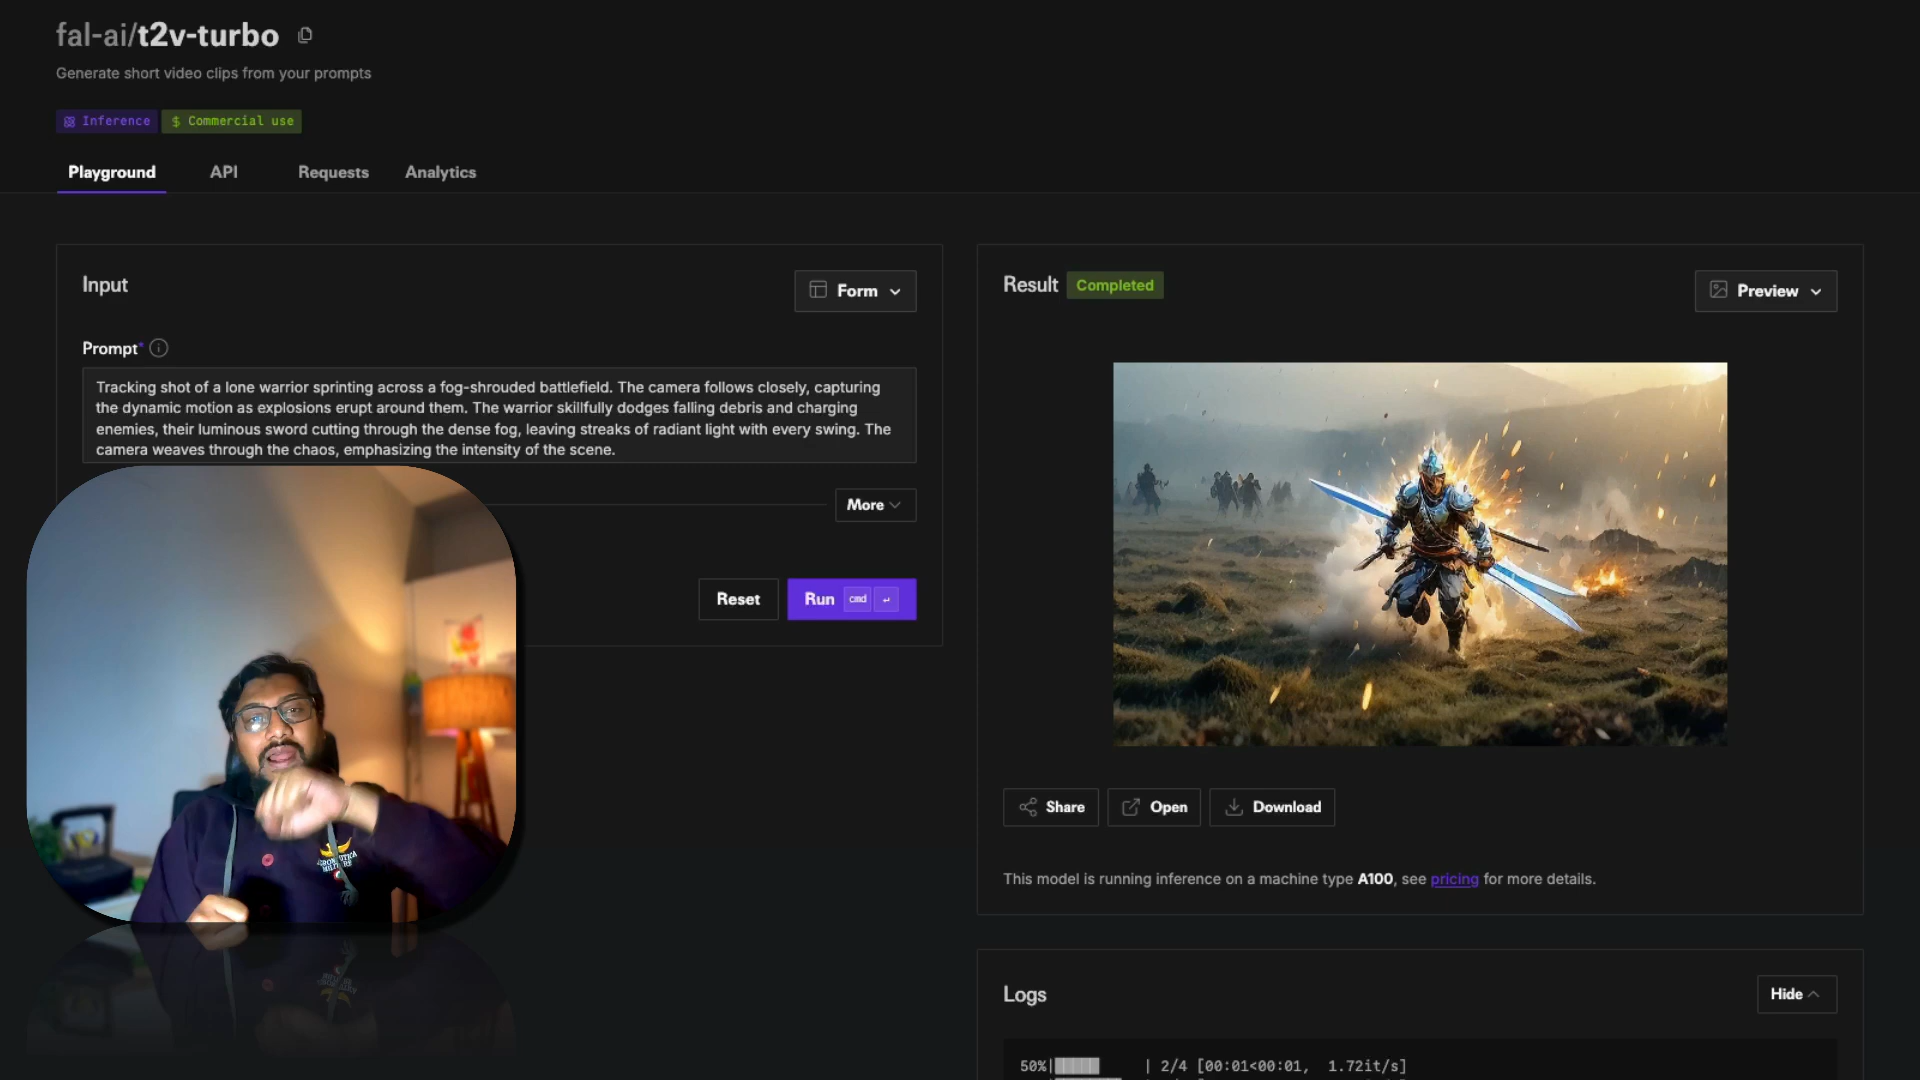 fal-ai/t2v-turbo
Generate short video clips from your prompts
Inference
$ Commercial use
Playground
API
Requests
Analytics
Input
Form
Prompt*
Tracking shot of a lone warrior sprinting across a fog-shrouded battlefield. The camera follows closely, capturing
the dynamic motion as explosions erupt around them. The warrior skillfully dodges falling debris and charging
enemies, their luminous sword cutting through the dense fog, leaving streaks of radiant light with every swing. The
camera weaves through the chaos, emphasizing the intensity of the scene.
More
Reset
Run cmd ↵
Result
Completed
Preview
Share
Open
Download
This model is running inference on a machine type A100, see pricing for more details.
Logs
Hide
50%|█████     | 2/4 [00:01<00:01,  1.72it/s]